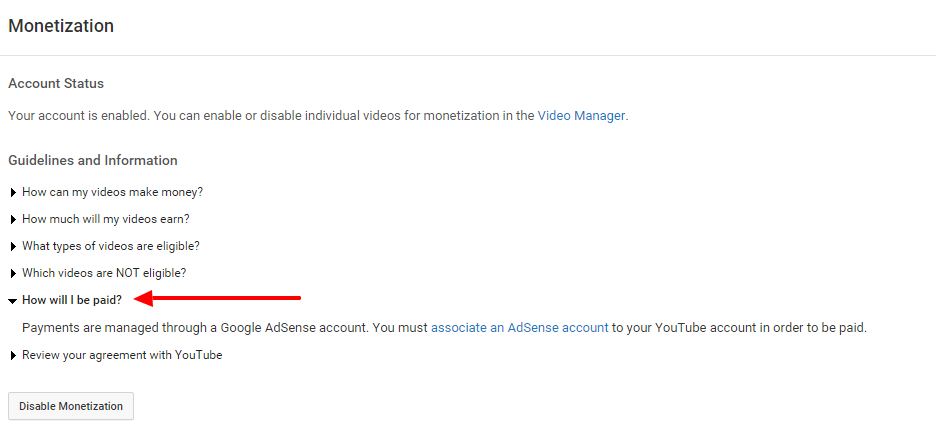 Monetization
Account Status
Your account is enabled. You can enable or disable individual videos for monetization in the Video Manager.
Guidelines and Information
How can my videos make money?
How much will my videos earn?
What types of videos are eligible?
Which videos are NOT eligible?
How will I be paid?
Payments are managed through a Google AdSense account. You must associate an AdSense account to your YouTube account in order to be paid.
Review your agreement with YouTube
Disable Monetization